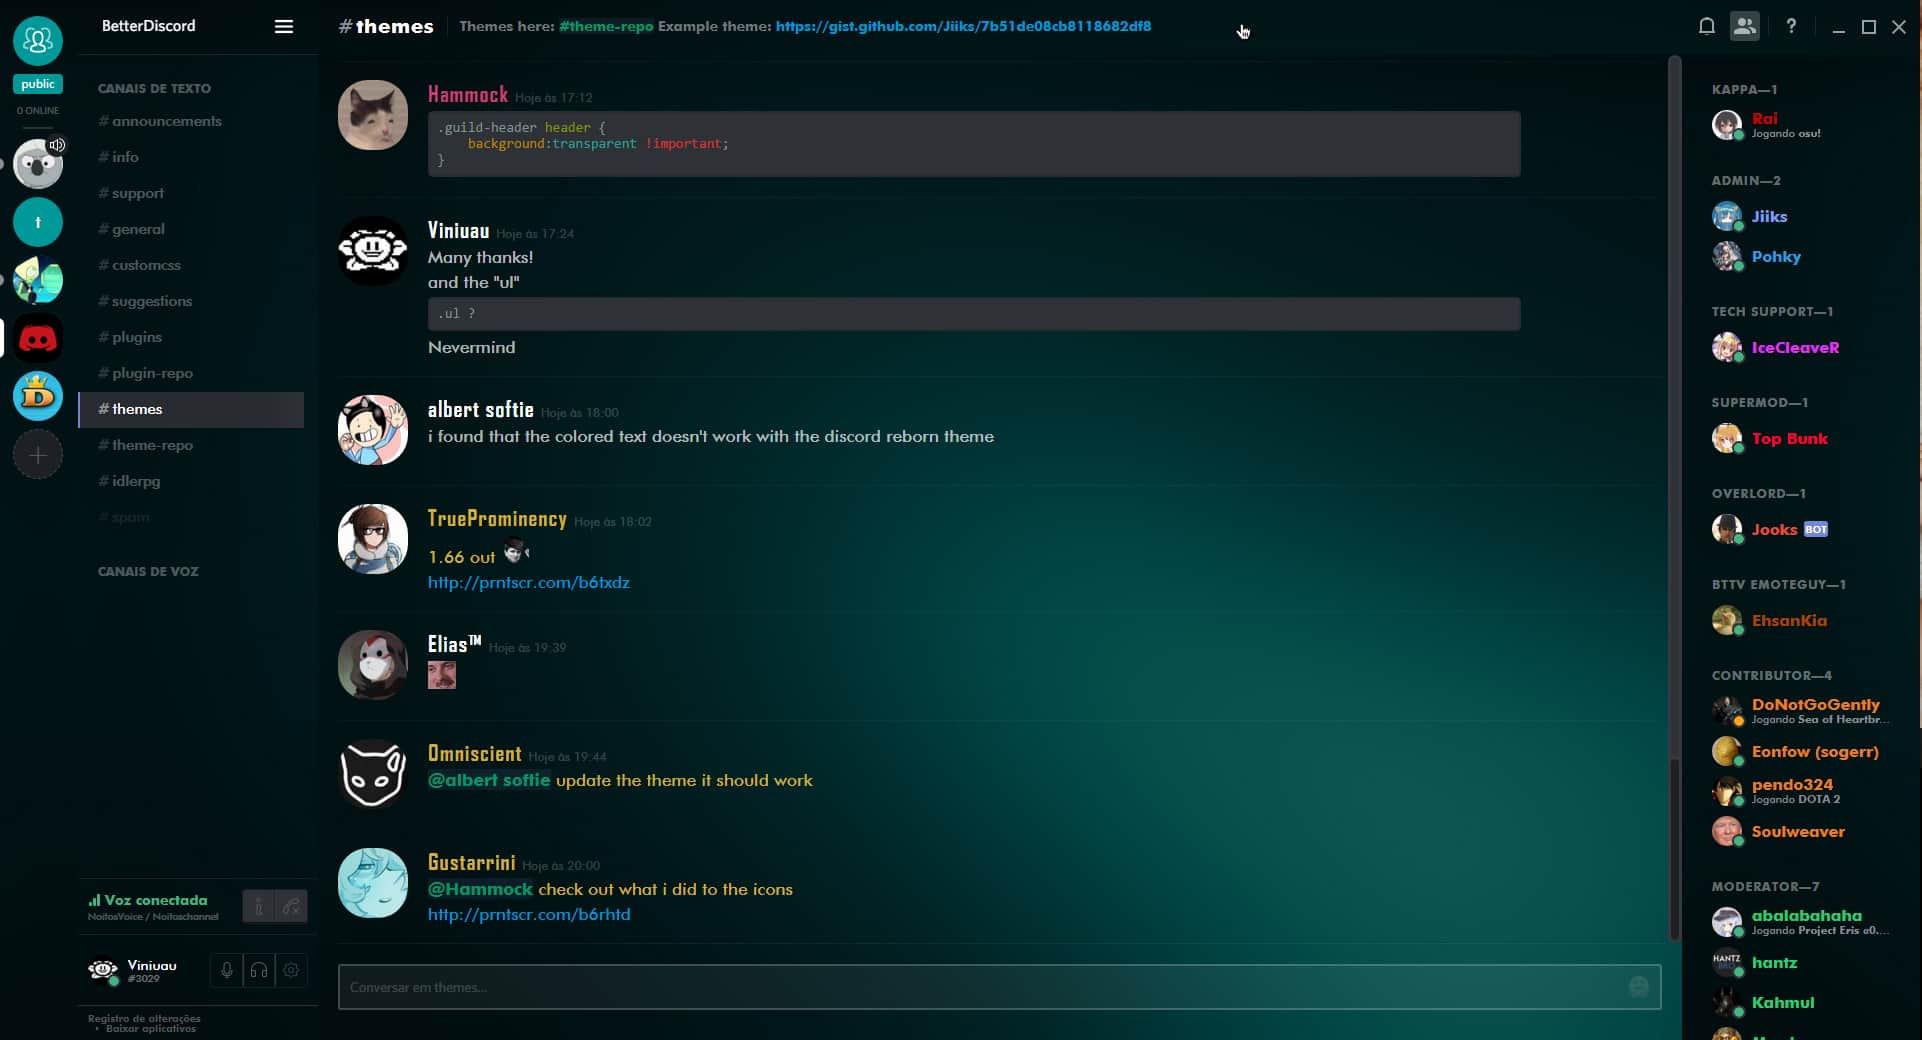 public
0 ONLINE
t
BetterDiscord
CANAIS DE TEXTO
#announcements
#info
#support
#general
#customcss
#suggestions
#plugins
#plugin-repo
#themes
#theme-repo
#idlerpg
#spam
CANAIS DE VOZ
Voz conectada
NoitosVoice / Noitoschannel
Viniuau
#3029
Registro de alterações
• Baixar aplicativos
#themes
Themes here: #theme-repo Example theme: https://gist.github.com/Jiiks/7b51de08cb8118682df8
?
Hammock Hoje às 17:12
.guild-header header {
background:transparent !important;
}
Viniuau Hoje às 17:24
Many thanks!
and the "ul"
.ul ?
Nevermind
albert softie Hoje às 18:00
i found that the colored text doesn't work with the discord reborn theme
TrueProminency Hoje às 18:02
1.66 out
http://prntscr.com/b6txdz
Elias™ Hoje às 19:39
Omniscient Hoje às 19:44
@albert softie update the theme it should work
Gustarrini Hoje às 20:00
@Hammock check out what i did to the icons
http://prntscr.com/b6rhtd
Conversar em themes...
KAPPA—1
Rai
Jogando osu!
ADMIN—2
Jiiks
Pohky
TECH SUPPORT—1
IceCleaveR
SUPERMOD—1
Top Bunk
OVERLORD—1
Jooks BOT
BTTV EMOTEGUY—1
EhsanKia
CONTRIBUTOR—4
DoNotGoGently
Jogando Sea of Heartbr...
Eonfow (sogerr)
pendo324
Jogando DOTA 2
Soulweaver
MODERATOR—7
abalabahaha
Jogando Project Eris α0....
HANTZ
hantz
Kahmul